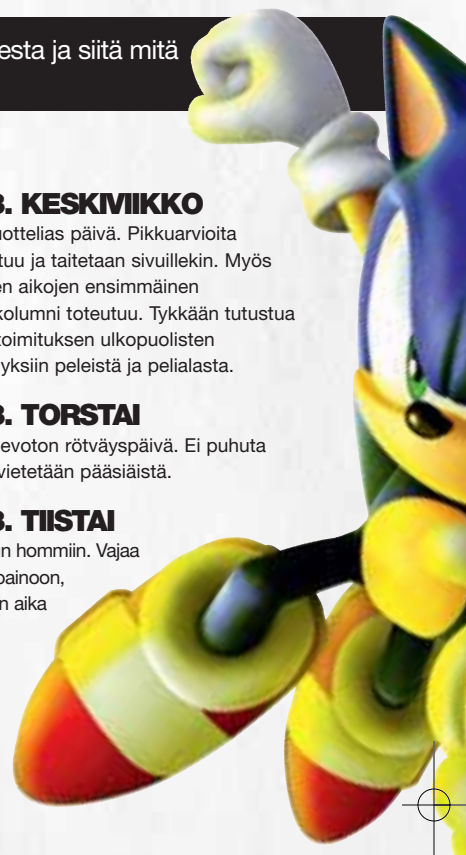 esta ja siitä mitä
3. KESKIVIIKKO
uottelias päivä. Pikkuarvioita
tuu ja taitetaan sivuillekin. Myös
en aikojen ensimmäinen
kolumni toteutuu. Tykkään tutustua
toimituksen ulkopuolisten
yksiin peleistä ja pelialasta.
3. TORSTAI
evoton rötväyspäivä. Ei puhuta
vietetään pääsiäistä.
3. TIISTAI
n hommiin. Vajaa
painoon,
n aika